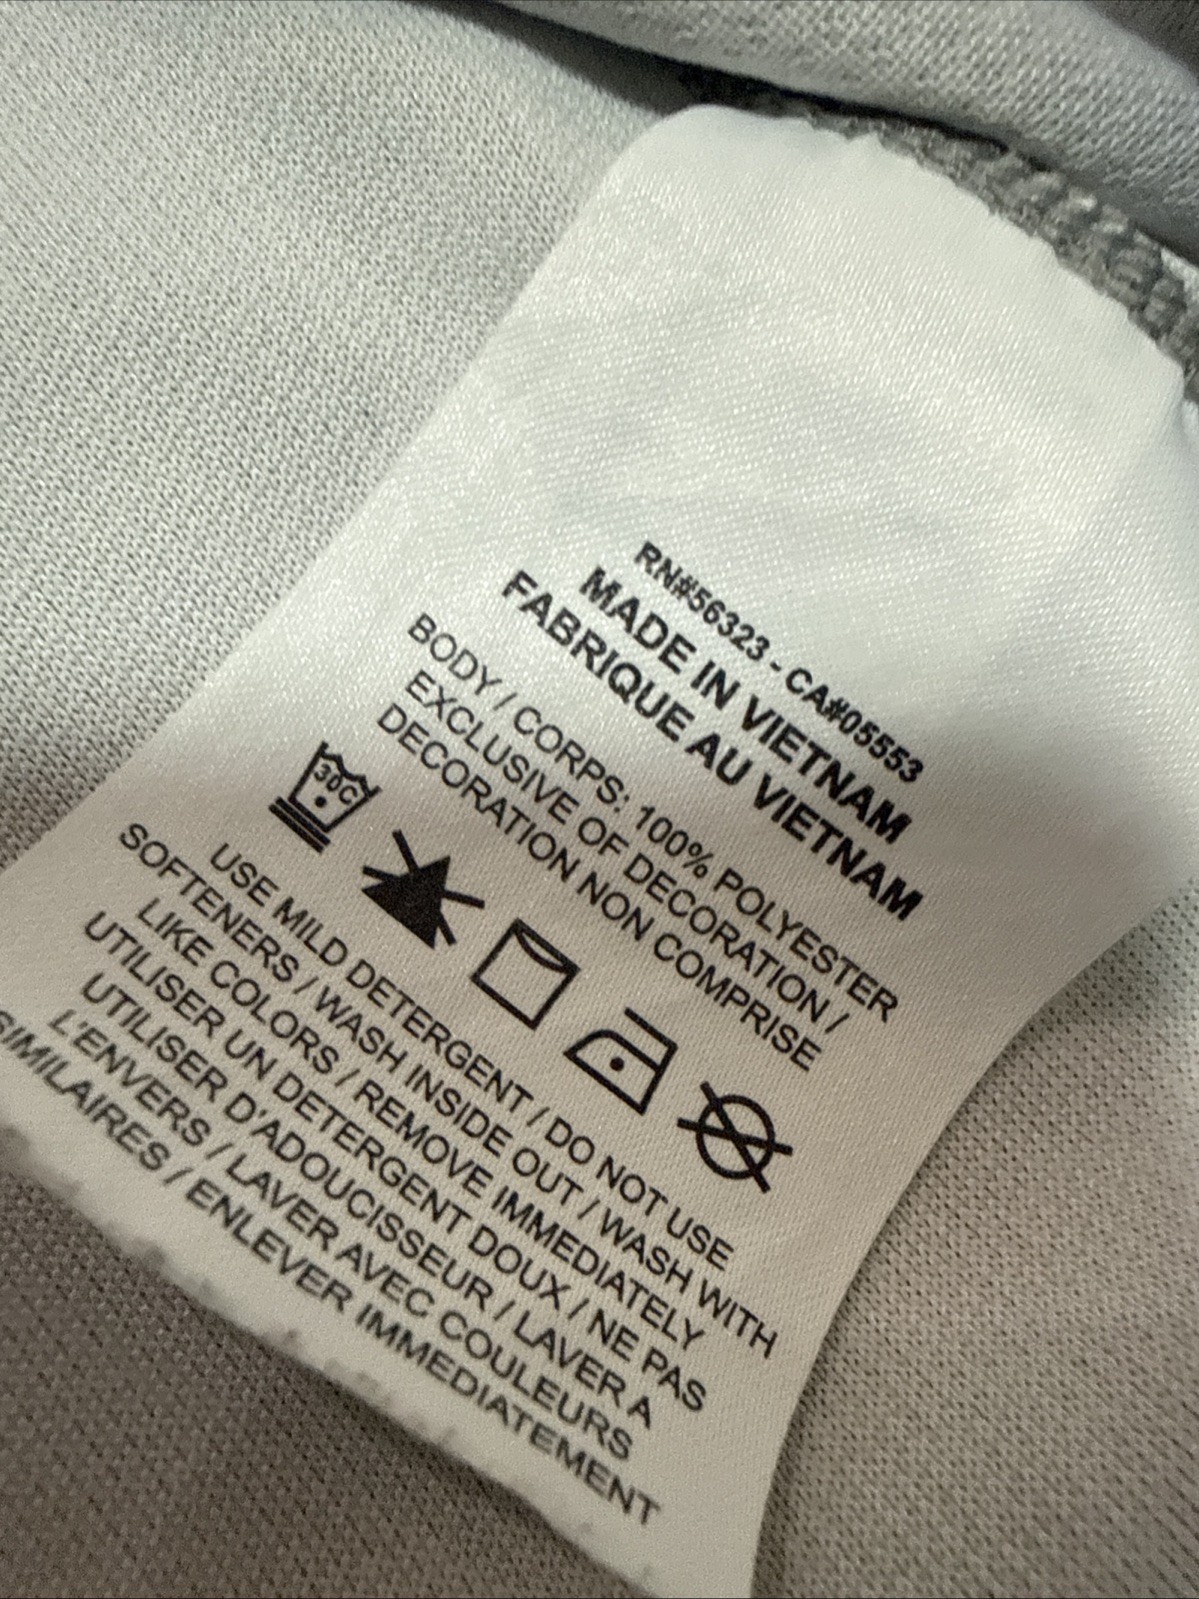 RN#56323 - CA#05553
MADE IN VIETNAM
FABRIQUE AU VIETNAM
BODY / CORPS: 100% POLYESTER
EXCLUSIVE OF DECORATION /
DECORATION NON COMPRISE
30C
USE MILD DETERGENT / DO NOT USE
SOFTENERS / WASH INSIDE OUT / WASH WITH
LIKE COLORS / REMOVE IMMEDIATELY
UTILISER UN DETERGENT DOUX / NE PAS
UTILISER D'ADOUCISSEUR / LAVER A
L'ENVERS / LAVER AVEC COULEURS
SIMILAIRES / ENLEVER IMMEDIATEMENT